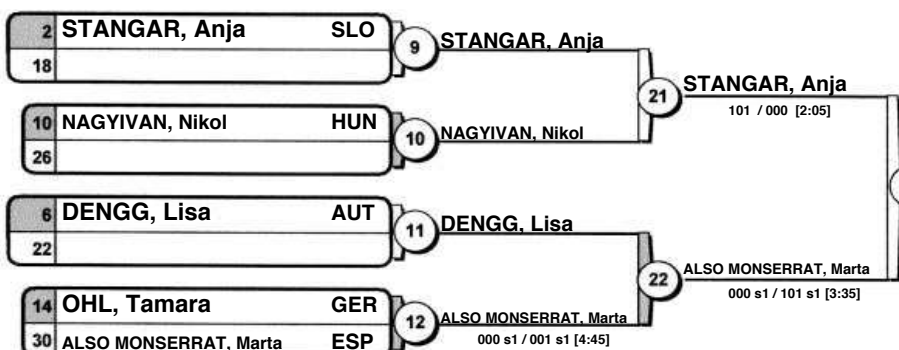 2 STANGAR, Anja SLO
18
9 STANGAR, Anja
10 NAGYIVAN, Nikol HUN
26
10 NAGYIVAN, Nikol
21 STANGAR, Anja
101 / 000 [2:05]
6 DENGG, Lisa AUT
22
11 DENGG, Lisa
14 OHL, Tamara GER
30 ALSO MONSERRAT, Marta ESP
12 ALSO MONSERRAT, Marta
000 s1 / 001 s1 [4:45]
22 ALSO MONSERRAT, Marta
000 s1 / 101 s1 [3:35]